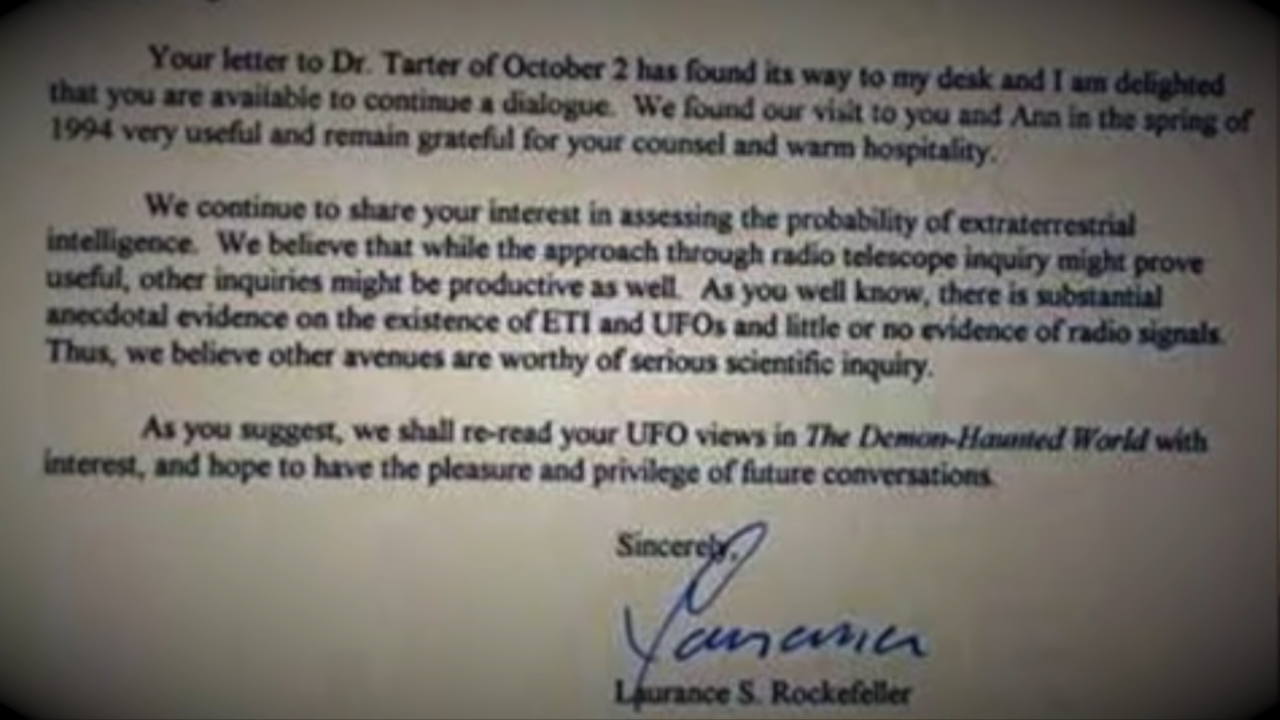 Your letter to Dr. Tarter of October 2 has found its way to my desk and I am delighted
that you are available to continue a dialogue. We found our visit to you and Ann in the spring of
1994 very useful and remain grateful for your counsel and warm hospitality.
We continue to share your interest in assessing the probability of extraterrestrial
intelligence. We believe that while the approach through radio telescope inquiry might prove
useful, other inquiries might be productive as well. As you well know, there is substantial
anecdotal evidence on the existence of ETI and UFOs and little or no evidence of radio signals.
Thus, we believe other avenues are worthy of serious scientific inquiry.
As you suggest, we shall re-read your UFO views in The Demon-Haunted World with
interest, and hope to have the pleasure and privilege of future conversations.
Sincerely,
Laurance
Laurance S. Rockefeller